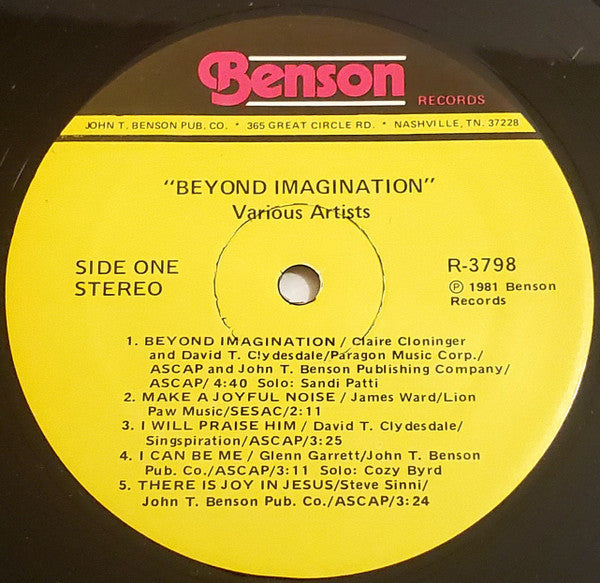 Benson
RECORDS
JOHN T. BENSON PUB. CO. * 365 GREAT CIRCLE RD. * NASHVILLE, TN. 37228
"BEYOND IMAGINATION"
Various Artists
SIDE ONE
STEREO
R-3798
Ⓟ 1981 Benson
Records
1. BEYOND IMAGINATION / Claire Cloninger
and David T. Clydesdale/Paragon Music Corp./
ASCAP and John T. Benson Publishing Company/
ASCAP/ 4:40 Solo: Sandi Patti
2. MAKE A JOYFUL NOISE / James Ward/Lion
Paw Music/SESAC/2:11
3. I WILL PRAISE HIM / David T. Clydesdale/
Singspiration/ASCAP/3:25
4. I CAN BE ME / Glenn Garrett/John T. Benson
Pub. Co./ASCAP/3:11 Solo: Cozy Byrd
5. THERE IS JOY IN JESUS/Steve Sinni/
John T. Benson Pub. Co./ASCAP/3:24